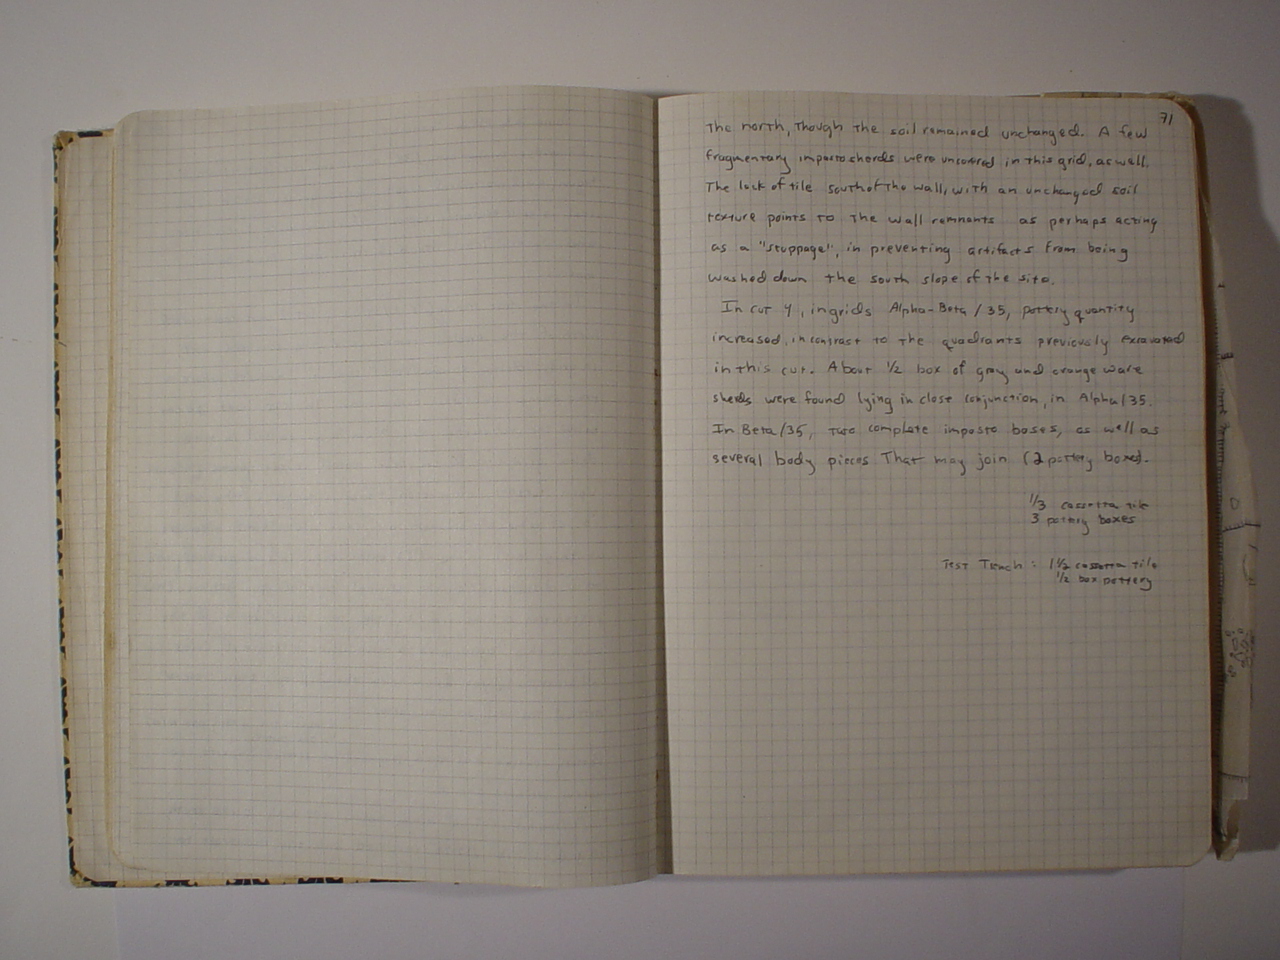 71
the north, though the soil remained unchanged. A few
fragmentary impasto sherds were uncovered in this grid, as well.
The lack of tile south of the wall, with an unchanged soil
texture points to the wall remnants as perhaps acting
as a "stoppage", in preventing artifacts from being
washed down the south slope of the site.
In cut 4, in grids Alpha-Beta/35, pottery quantity
increased, in contrast to the quadrants previously excavated
in this cut. About 1/2 box of gray and orange ware
sherds were found lying in close conjunction, in Alpha/35.
In Beta/35, two complete impasto bases, as well as
several body pieces that may join (2 pottery boxes).
1/3 cassetta tile
3 pottery boxes
Test Trench: 1 1/2 cassetta tile
1/2 box pottery